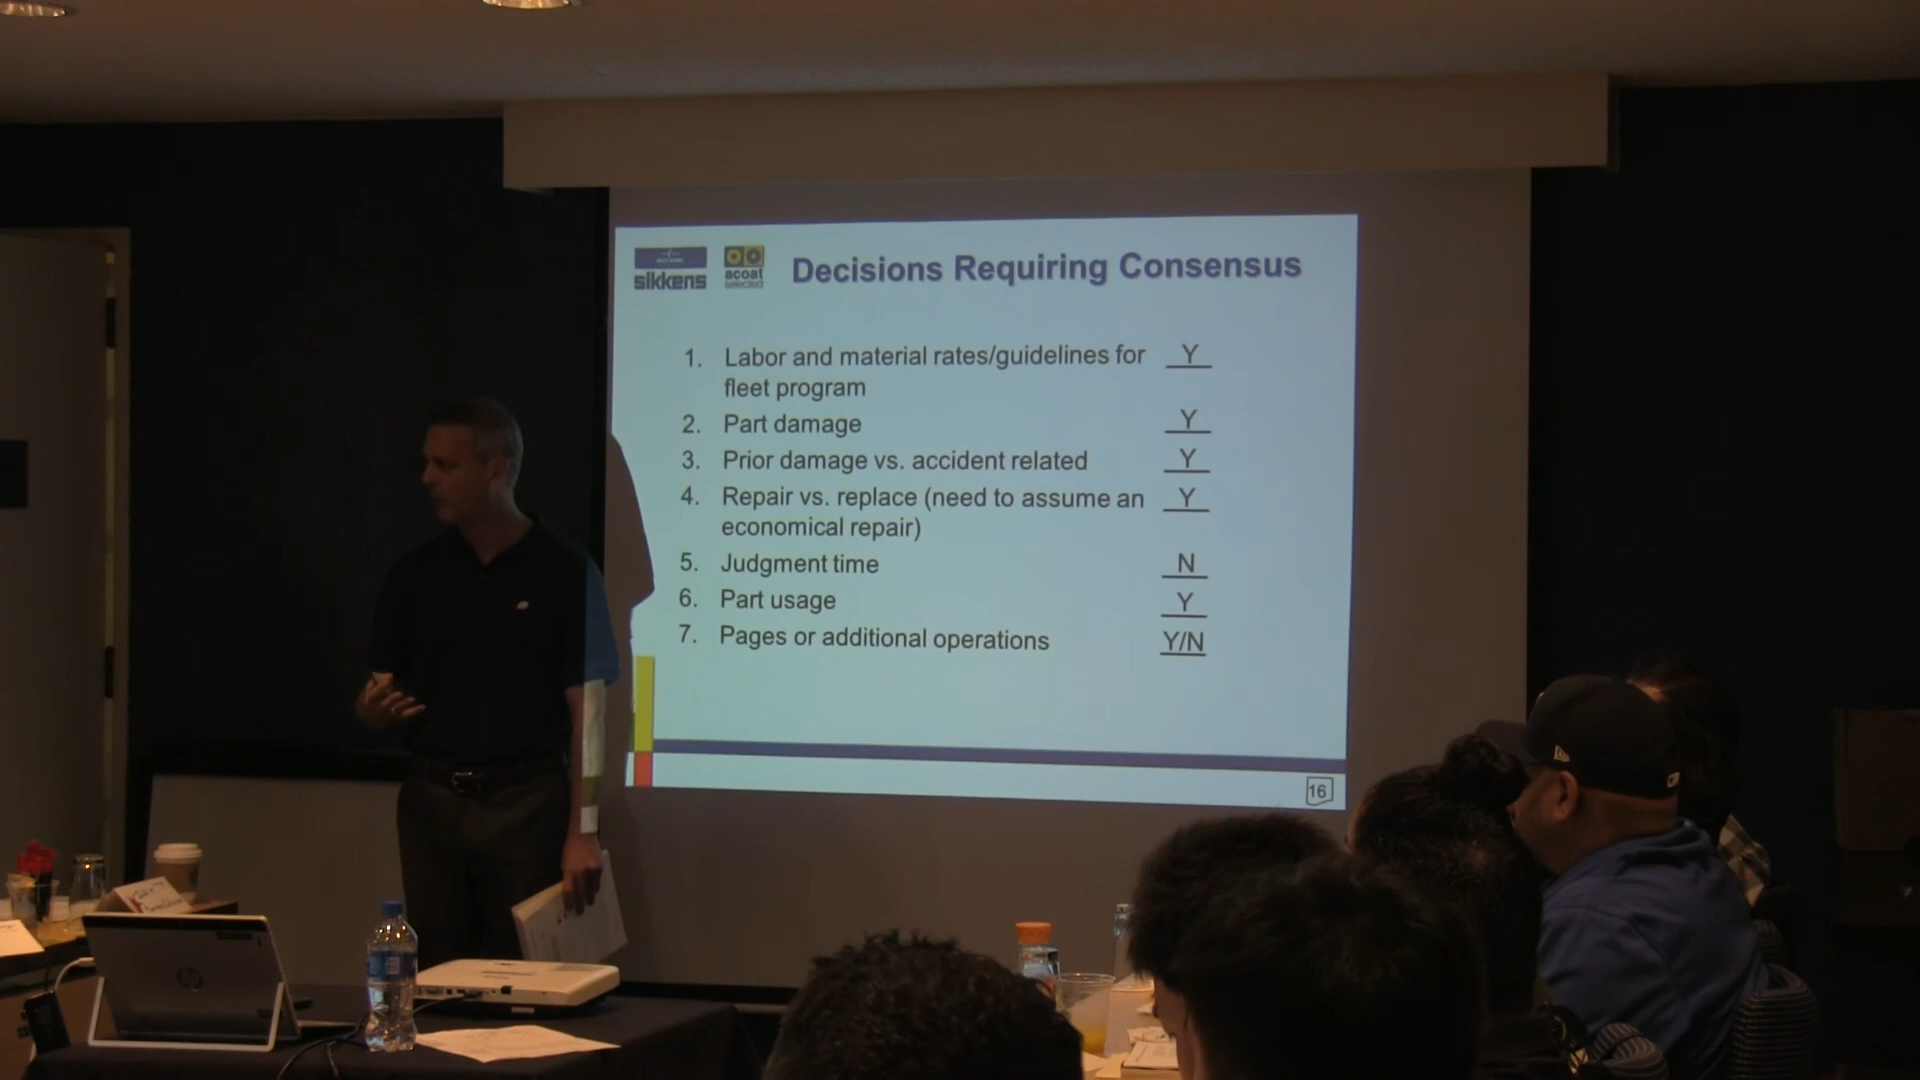 sikkens
acoat
selected
Decisions Requiring Consensus
1. Labor and material rates/guidelines for Y
fleet program
2. Part damage Y
3. Prior damage vs. accident related Y
4. Repair vs. replace (need to assume an Y
economical repair)
5. Judgment time N
6. Part usage Y
7. Pages or additional operations Y/N
16
hp